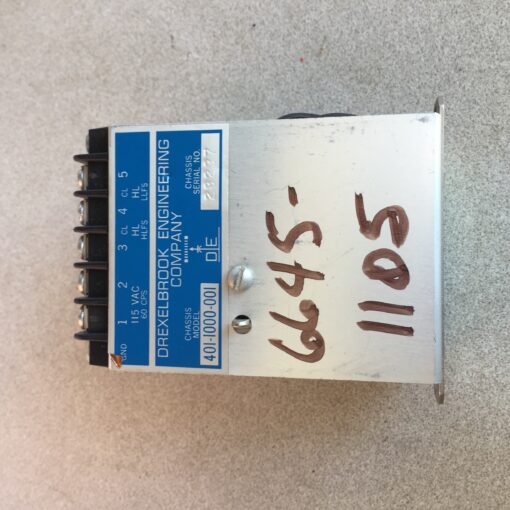 GND 1 2 3 4 5
115 VAC CL CL
60 CPS HL HL
HLFS LLFS
DREXELBROOK ENGINEERING
COMPANY
CHASSIS
MODEL
401-1000-001
DE
CHASSIS
SERIAL NO.
6645-
1105